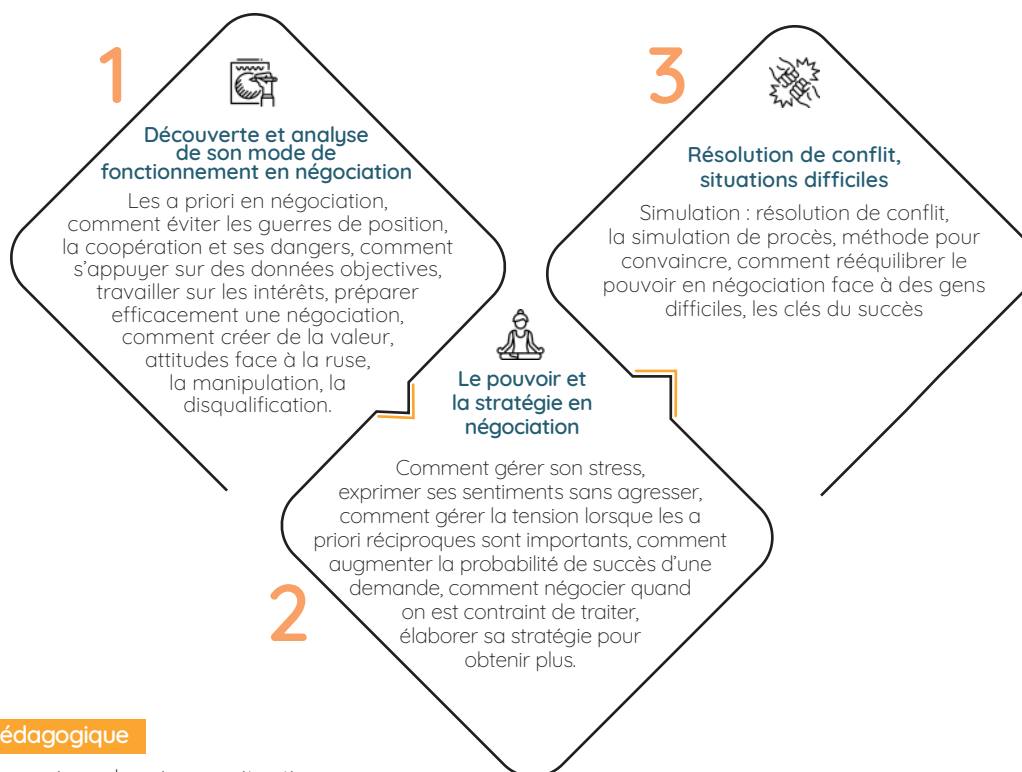 1
Découverte et analyse
de son mode de
fonctionnement en négociation
Les a priori en négociation,
comment éviter les guerres de position,
la coopération et ses dangers, comment
s'appuyer sur des données objectives,
travailler sur les intérêts, préparer
efficacement une négociation,
comment créer de la valeur,
attitudes face à la ruse,
la manipulation, la
disqualification.
2
Le pouvoir et
la stratégie en
négociation
Comment gérer son stress,
exprimer ses sentiments sans agresser,
comment gérer la tension lorsque les a
priori réciproques sont importants, comment
augmenter la probabilité de succès d'une
demande, comment négocier quand
on est contraint de traiter,
élaborer sa stratégie pour
obtenir plus.
3
Résolution de conflit,
situations difficiles
Simulation : résolution de conflit,
la simulation de procès, méthode pour
convaincre, comment rééquilibrer le
pouvoir en négociation face à des gens
difficiles, les clés du succès
édagogique